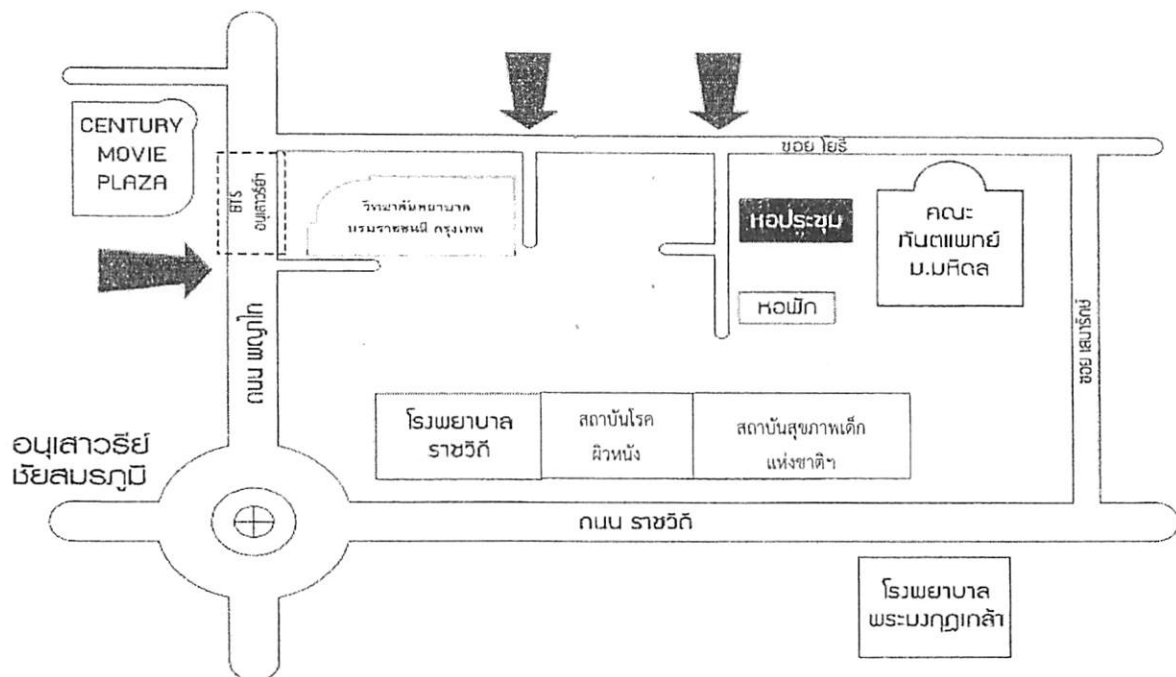 CENTURY
MOVIE
PLAZA
BTS
อนุเสาวรีย์ฯ
ซอย โยธี
วิทยาลัยพยาบาล
บรมราชชนนี กรุงเทพ
หอประชุม
คณะ
ทันตแพทย์
ม.มหิดล
หอพัก
ถนน พญาไท
ซอย เสนารักษ์
อนุเสาวรีย์
ชัยสมรภูมิ
โรงพยาบาล
ราชวิถี
สถาบันโรค
ผิวหนัง
สถาบันสุขภาพเด็ก
แห่งชาติฯ
ถนน ราชวิถี
โรงพยาบาล
พระมงกุฎเกล้า